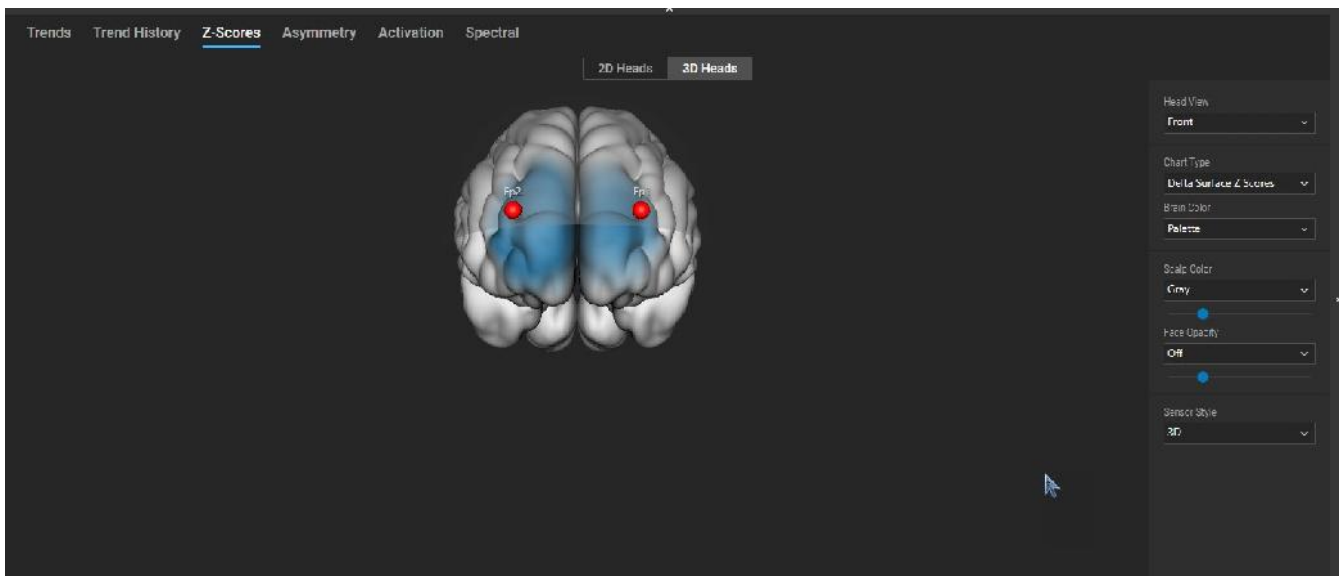 Trends Trend History Z-Scores Asymmetry Activation Spectral
2D Heads 3D Heads
Head View
Front
Chart Type
Delta Surface Z Scores
Brain Color
Palette
Scalp Color
Gray
Face Opacity
Off
Sensor Style
3D
Fp2